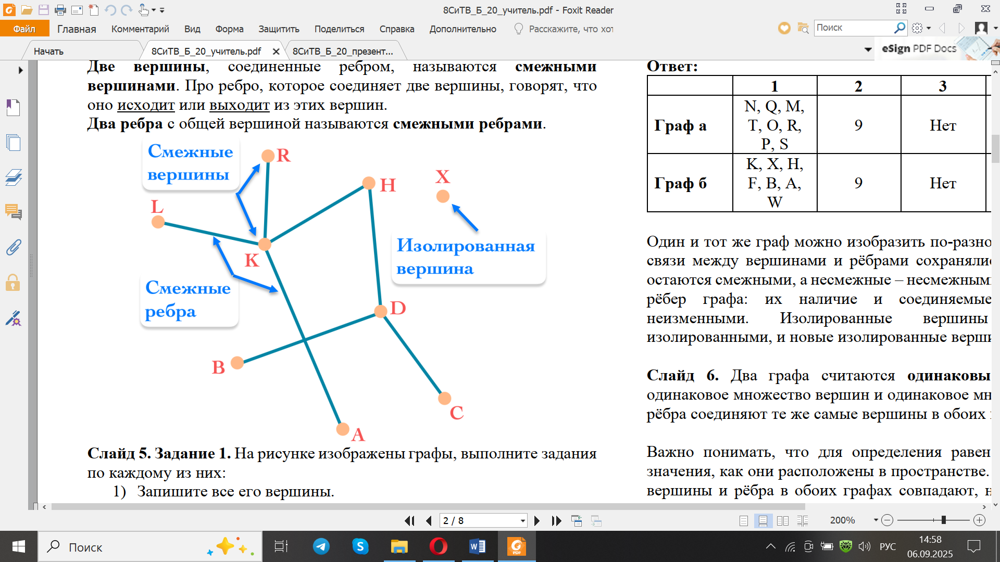 8СиТВ_Б_20_учитель.pdf - Foxit Reader
Файл
Главная
Комментарий
Вид
Форма
Защитить
Поделиться
Справка
Дополнительно
Расскажите, что хот
Поиск
Начать
8СиТВ_Б_20_учитель.pdf
8СиТВ_Б_20_презент...
eSign PDF Docs
Две вершины, соединенные ребром, называются смежными
вершинами. Про ребро, которое соединяет две вершины, говорят, что
оно исходит или выходит из этих вершин.
Два ребра с общей вершиной называются смежными ребрами.
Смежные
вершины
R
H
X
L
K
Изолированная
вершина
Смежные
ребра
D
B
C
A
Слайд 5. Задание 1. На рисунке изображены графы, выполните задания
по каждому из них:
1) Запишите все его вершины.
Ответ:
1 2 3
Граф а
N, Q, M,
T, O, R,
P, S
9
Нет
Граф б
K, X, H,
F, B, A,
W
9
Нет
Один и тот же граф можно изобразить по-разно
связи между вершинами и рёбрами сохраняли
остаются смежными, а несмежные – несмежным
рёбер графа: их наличие и соединяемые
неизменными. Изолированные вершины
изолированными, и новые изолированные верш
Слайд 6. Два графа считаются одинаковы
одинаковое множество вершин и одинаковое мн
рёбра соединяют те же самые вершины в обоих
Важно понимать, что для определения равен
значения, как они расположены в пространстве.
вершины и рёбра в обоих графах совпадают, н
2 / 8
200%
Поиск
PDF
РУС
14:58
06.09.2025